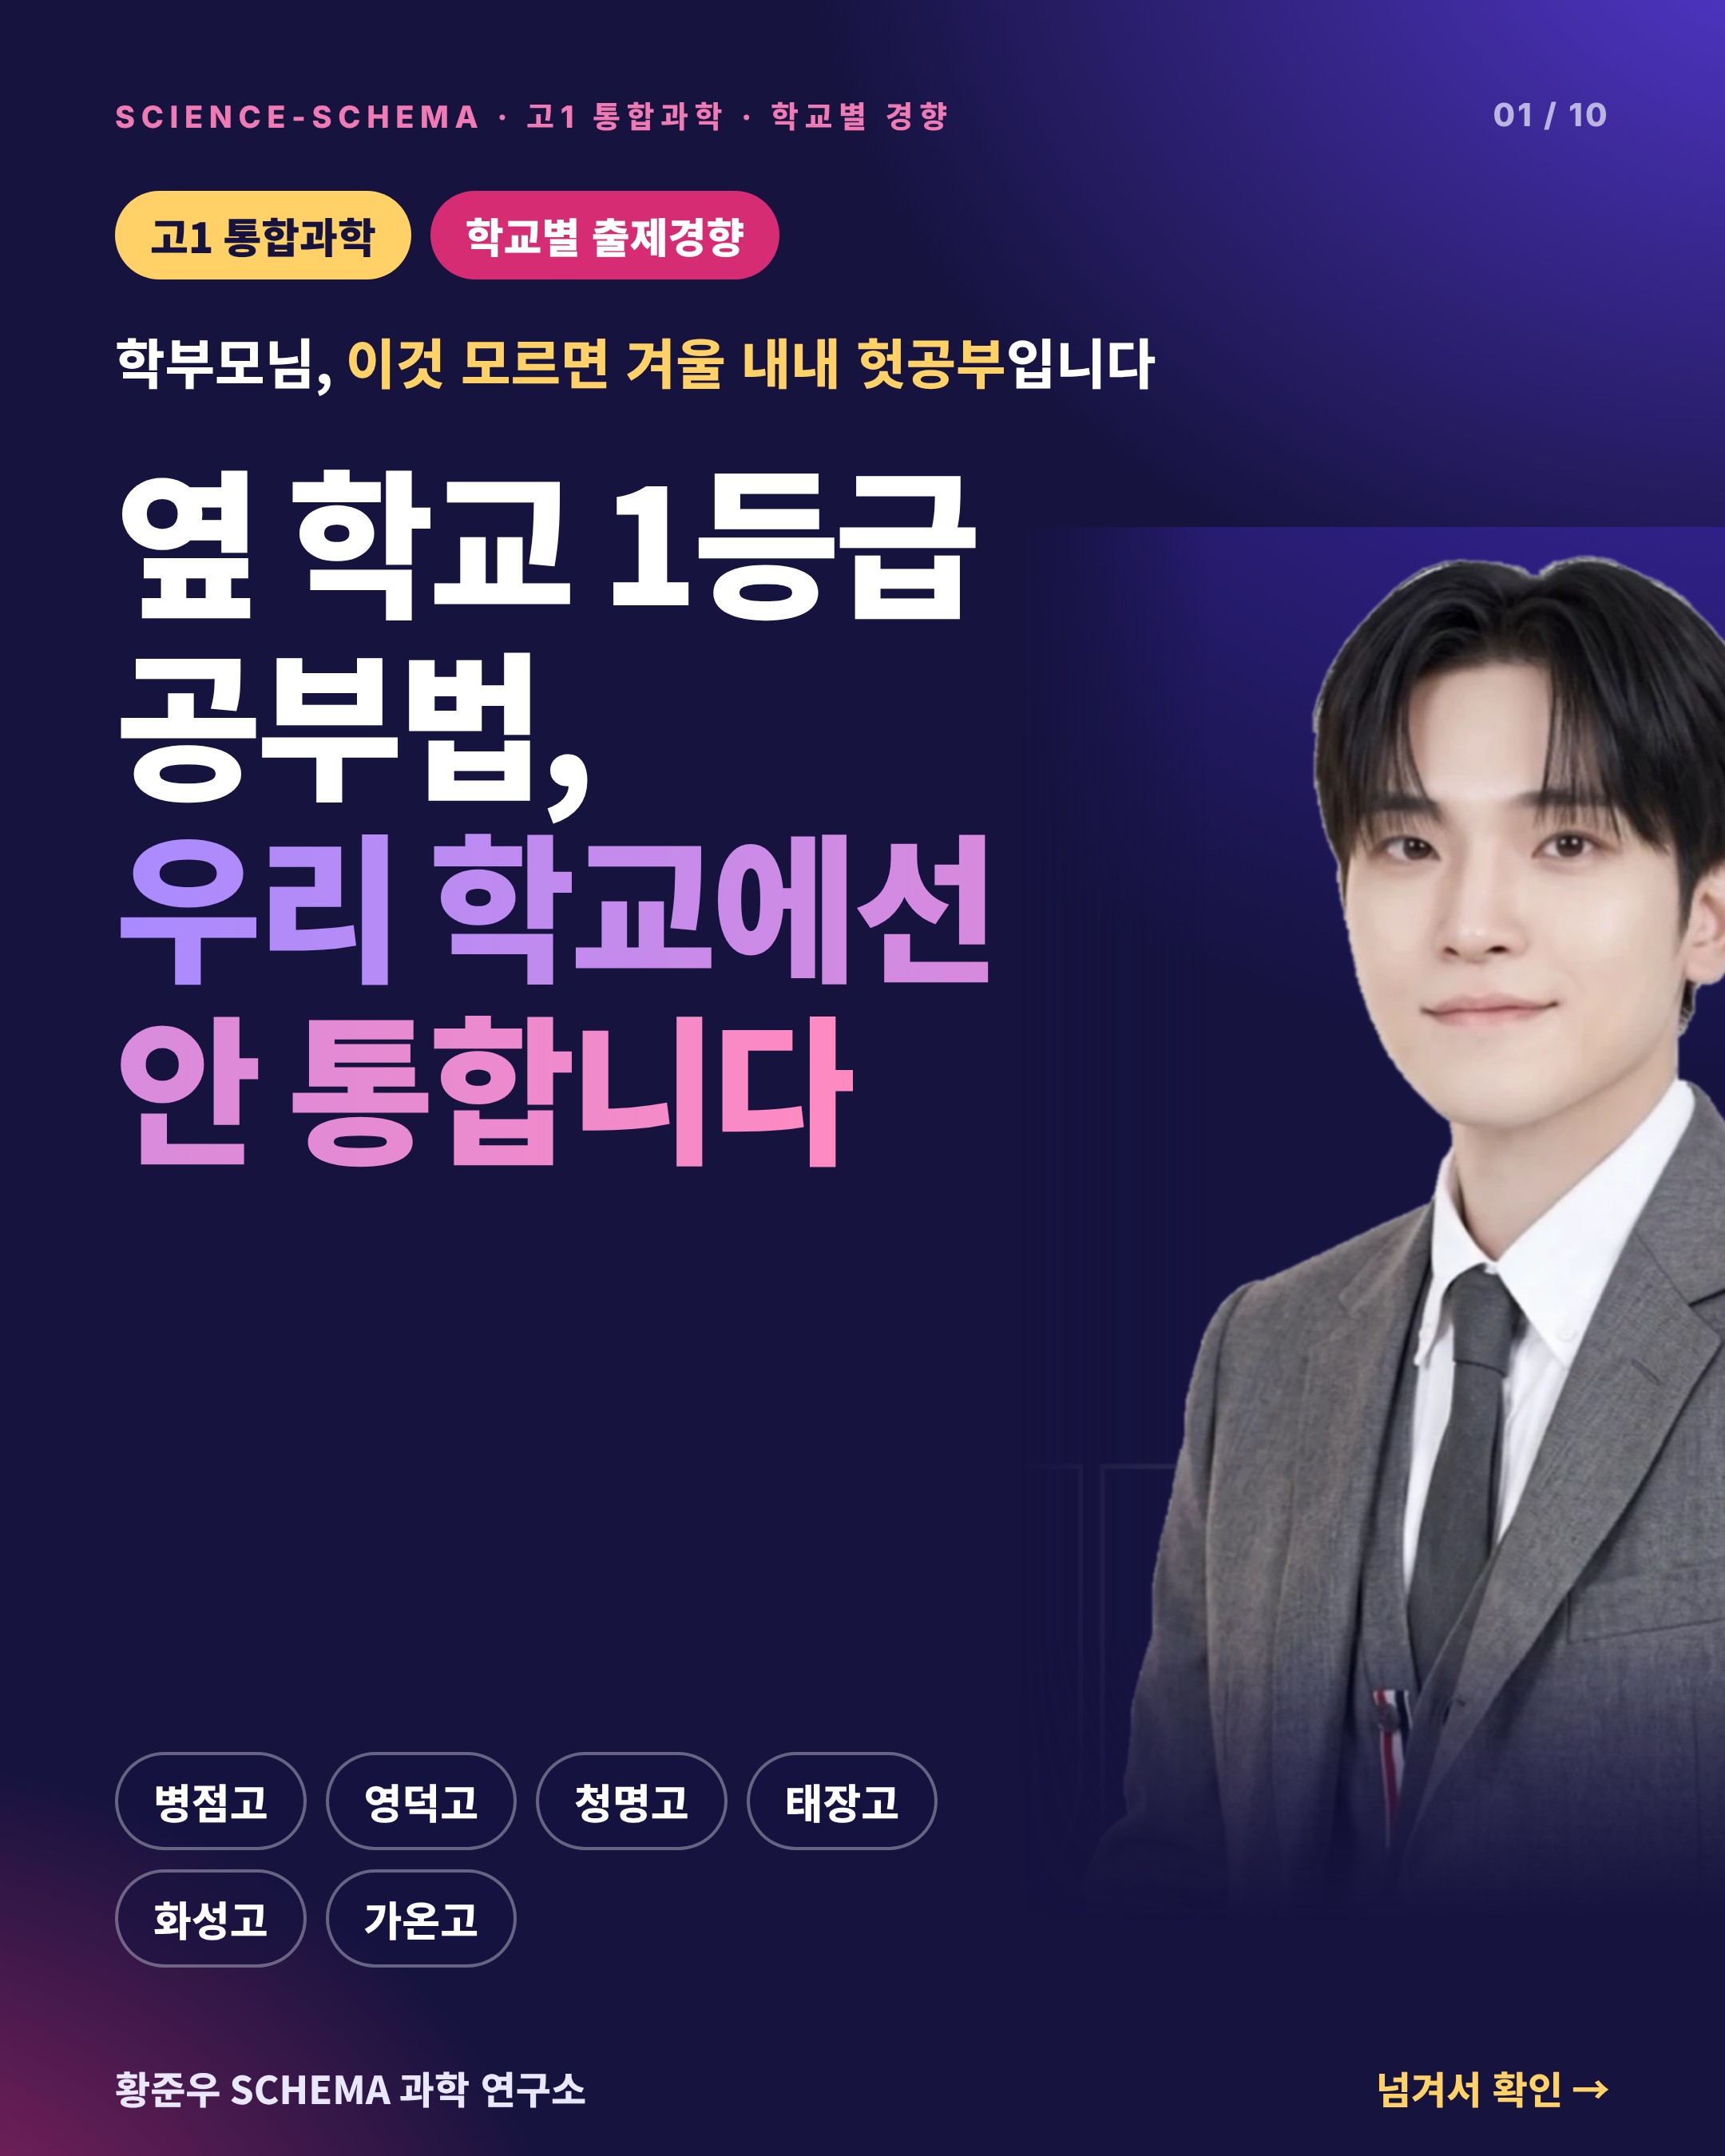 SCIENCE-SCHEMA · 고1 통합과학 · 학교별 경향
01 / 10
고1 통합과학
학교별 출제경향
학부모님, 이것 모르면 겨울 내내 헛공부입니다
옆 학교 1등급
공부법,
우리 학교에선
안 통합니다
병점고
영덕고
청명고
태장고
화성고
가온고
황준우 SCHEMA 과학 연구소
넘겨서 확인 →